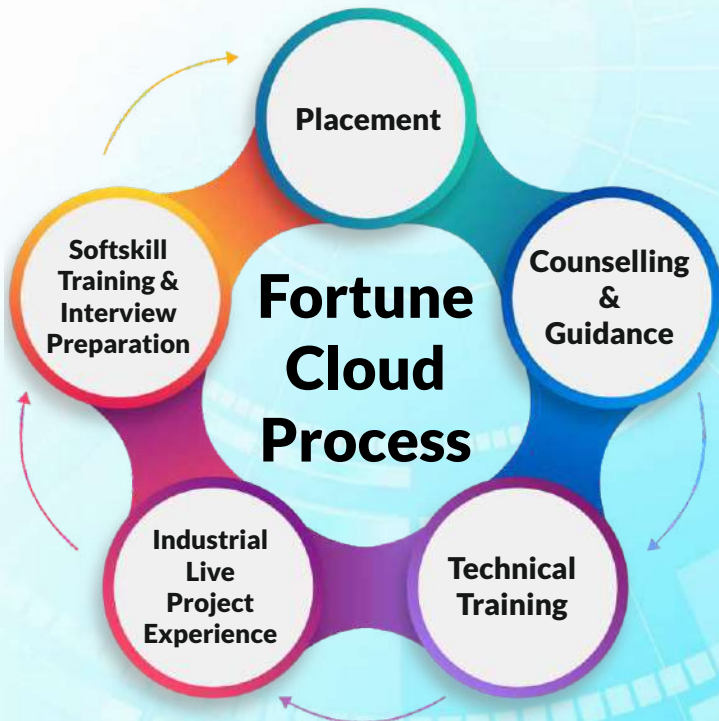 Placement
Counselling
&
Guidance
Technical
Training
Industrial
Live
Project
Experience
Softskill
Training &
Interview
Preparation
Fortune
Cloud
Process